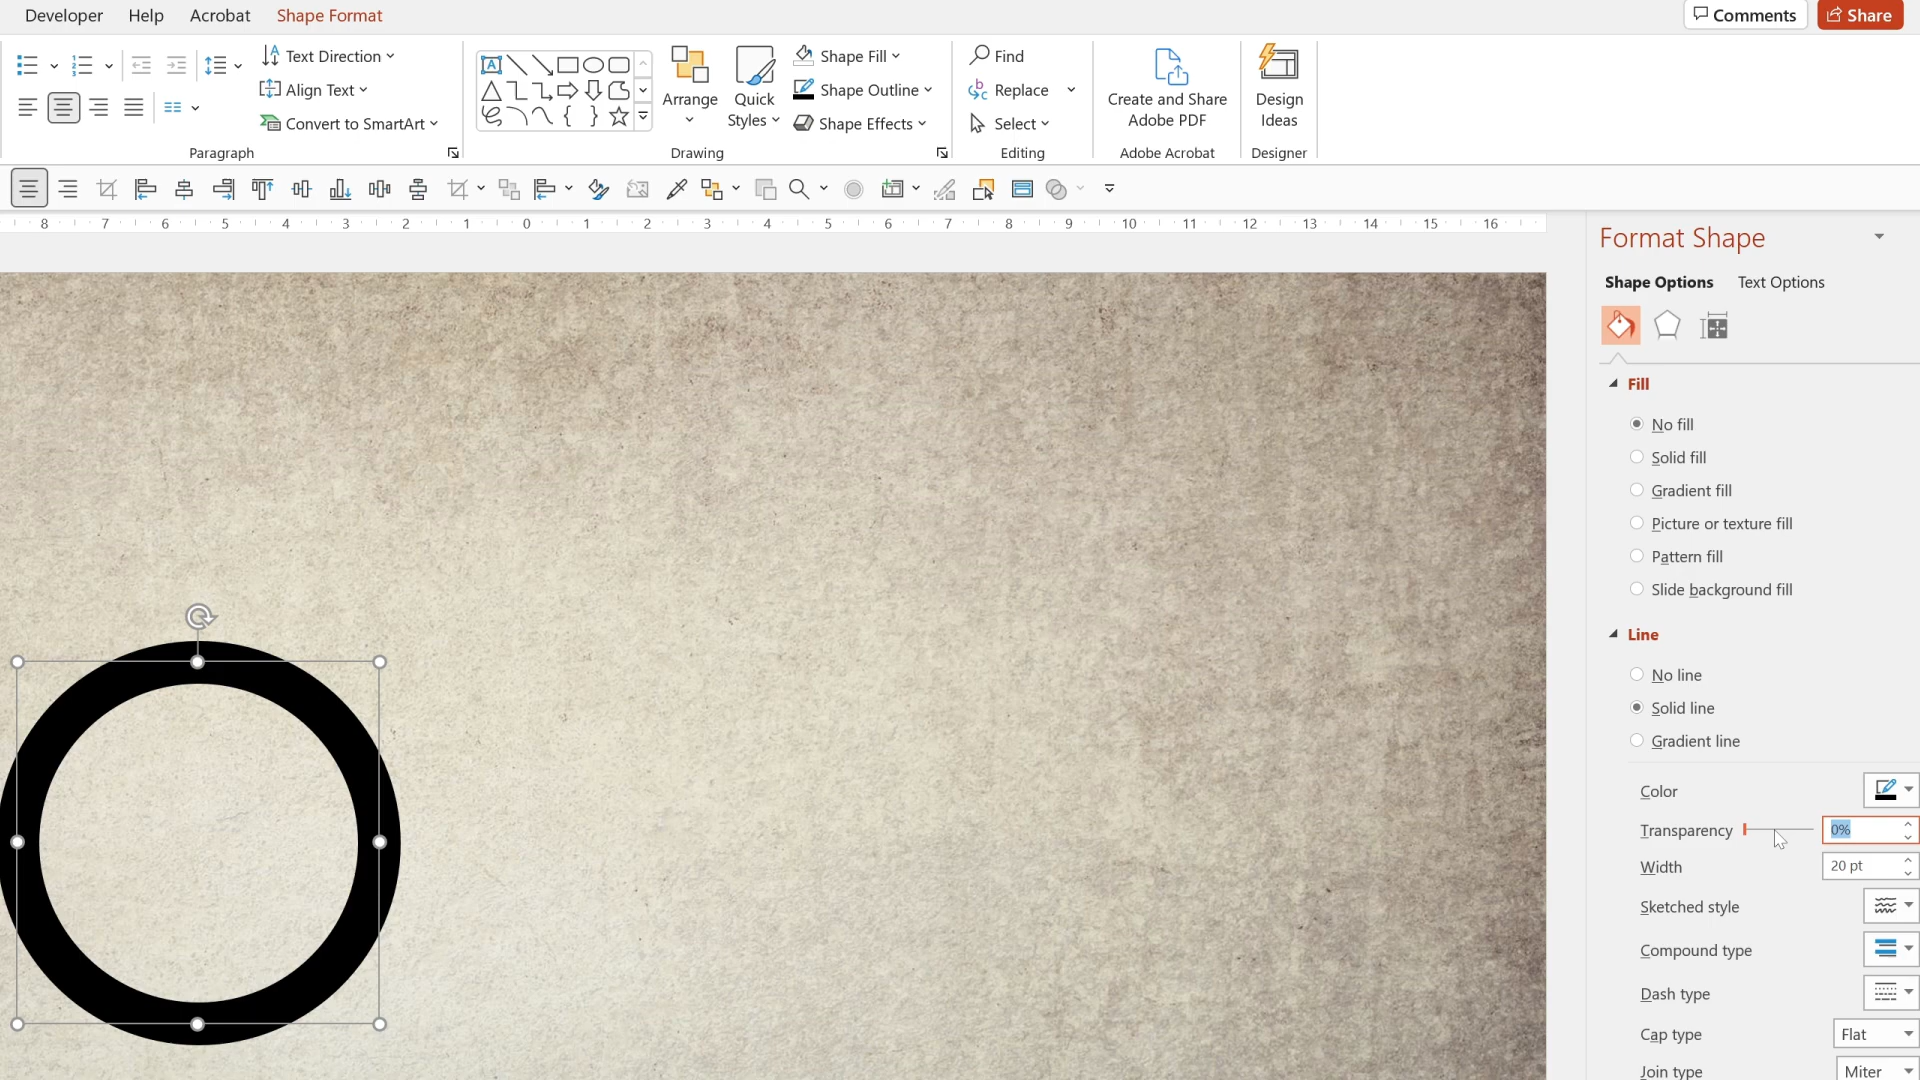 Developer Help Acrobat Shape Format Comments Share
Text Direction
Align Text
Convert to SmartArt
Paragraph
Arrange
Quick
Styles
Shape Fill
Shape Outline
Shape Effects
Drawing
Find
Replace
Select
Editing
Create and Share
Adobe PDF
Adobe Acrobat
Design
Ideas
Designer
8 7 6 5 4 3 2 1 0 1 2 3 4 5 6 7 8 9 10 11 12 13 14 15 16
Format Shape
Shape Options Text Options
Fill
No fill
Solid fill
Gradient fill
Picture or texture fill
Pattern fill
Slide background fill
Line
No line
Solid line
Gradient line
Color
Transparency 0%
Width 20 pt
Sketched style
Compound type
Dash type
Cap type Flat
Join type Miter